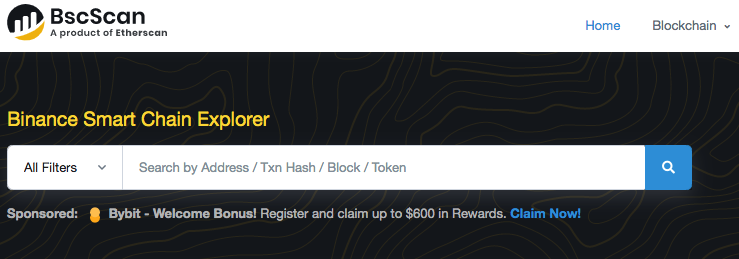 BscScan
A product of Etherscan
Home Blockchain
Binance Smart Chain Explorer
All Filters Search by Address / Txn Hash / Block / Token
Sponsored: Bybit - Welcome Bonus! Register and claim up to $600 in Rewards. Claim Now!